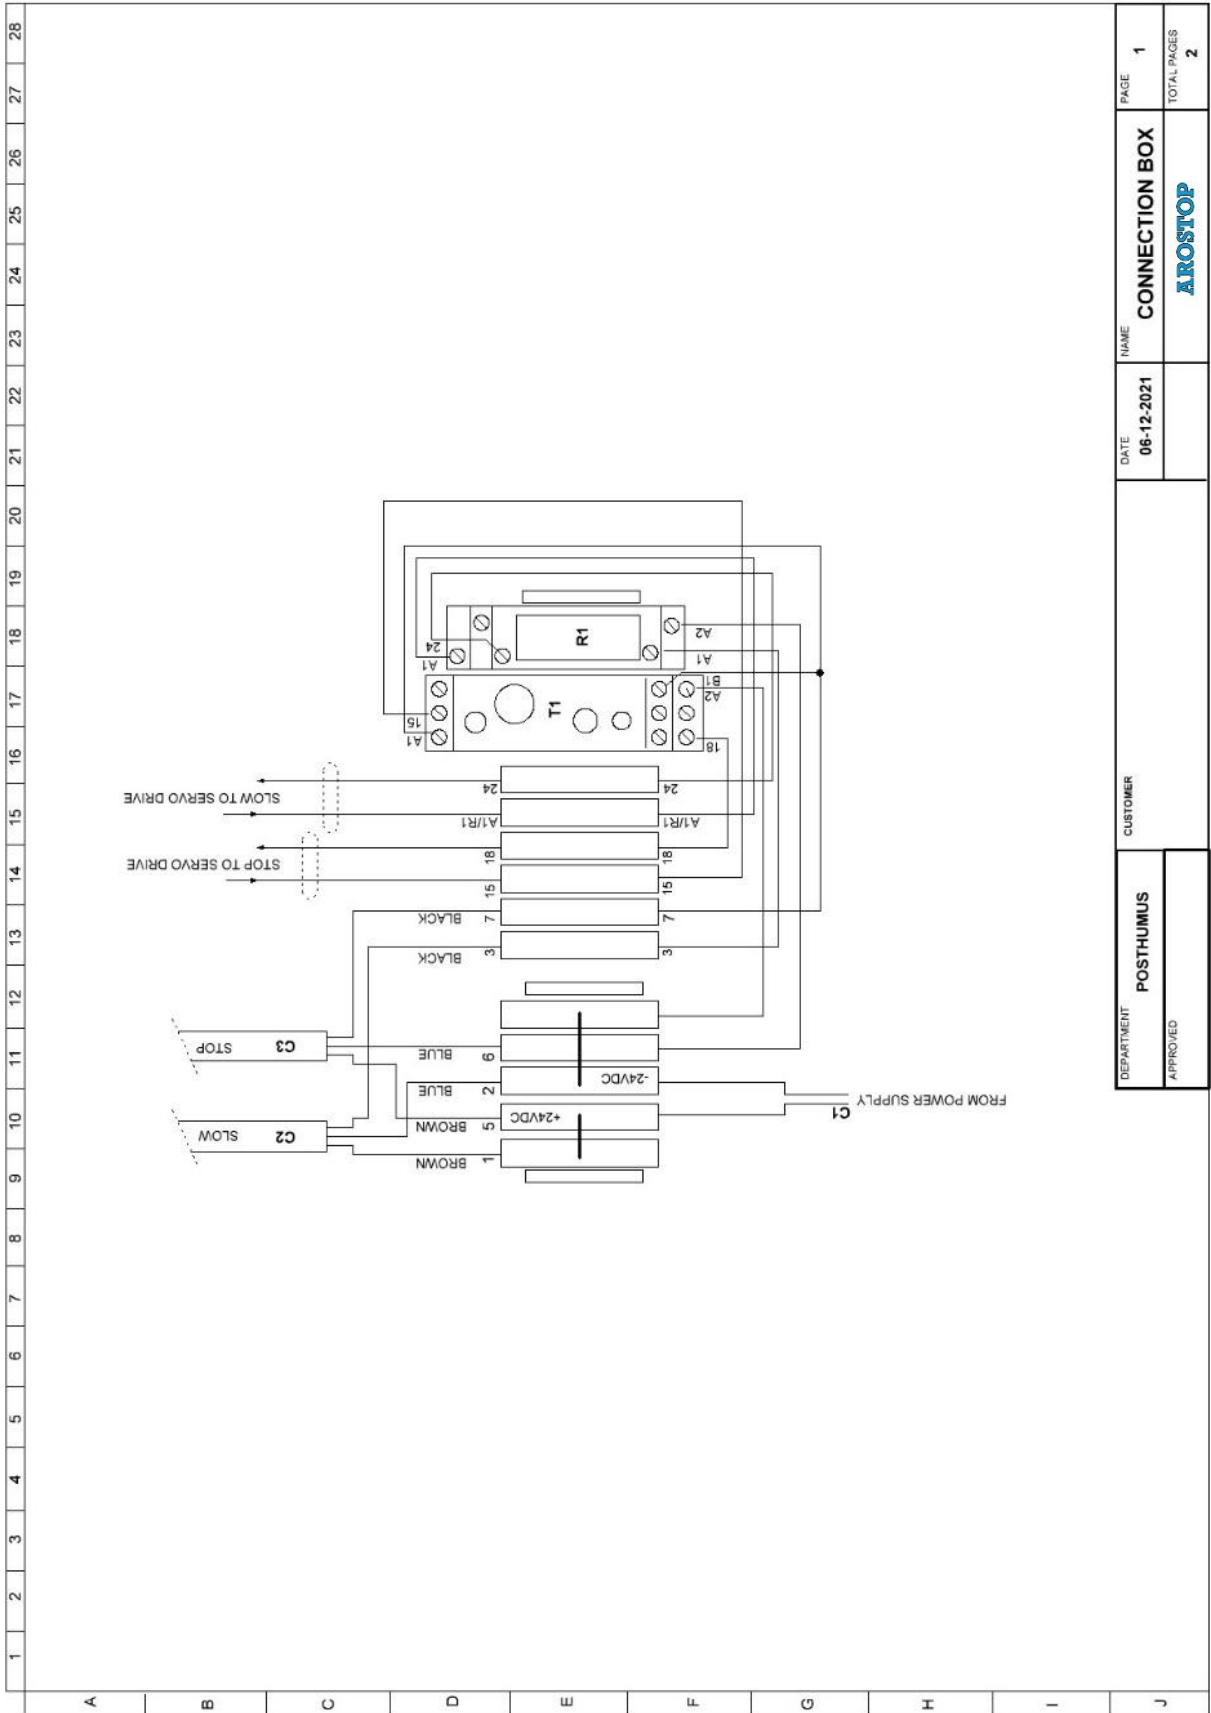 1 2 3 4 5 6 7 8 9 10 11 12 13 14 15 16 17 18 19 20 21 22 23 24 25 26 27 28
A
B
C
D
E
F
G
H
I
J
SLOW
C2
STOP
C3
STOP TO SERVO DRIVE
SLOW TO SERVO DRIVE
BROWN
BROWN
BLUE
BLUE
BLACK
BLACK
1
5
2
6
3
7
15
18
A1/R1
24
+24VDC
-24VDC
3
7
15
18
A1/R1
24
A1
15
T1
18
A2
B1
A1
24
R1
A1
A2
C1
FROM POWER SUPPLY
DEPARTMENT
POSTHUMUS
APPROVED
CUSTOMER
DATE
06-12-2021
NAME
CONNECTION BOX
AROSTOP
PAGE
1
TOTAL PAGES
2